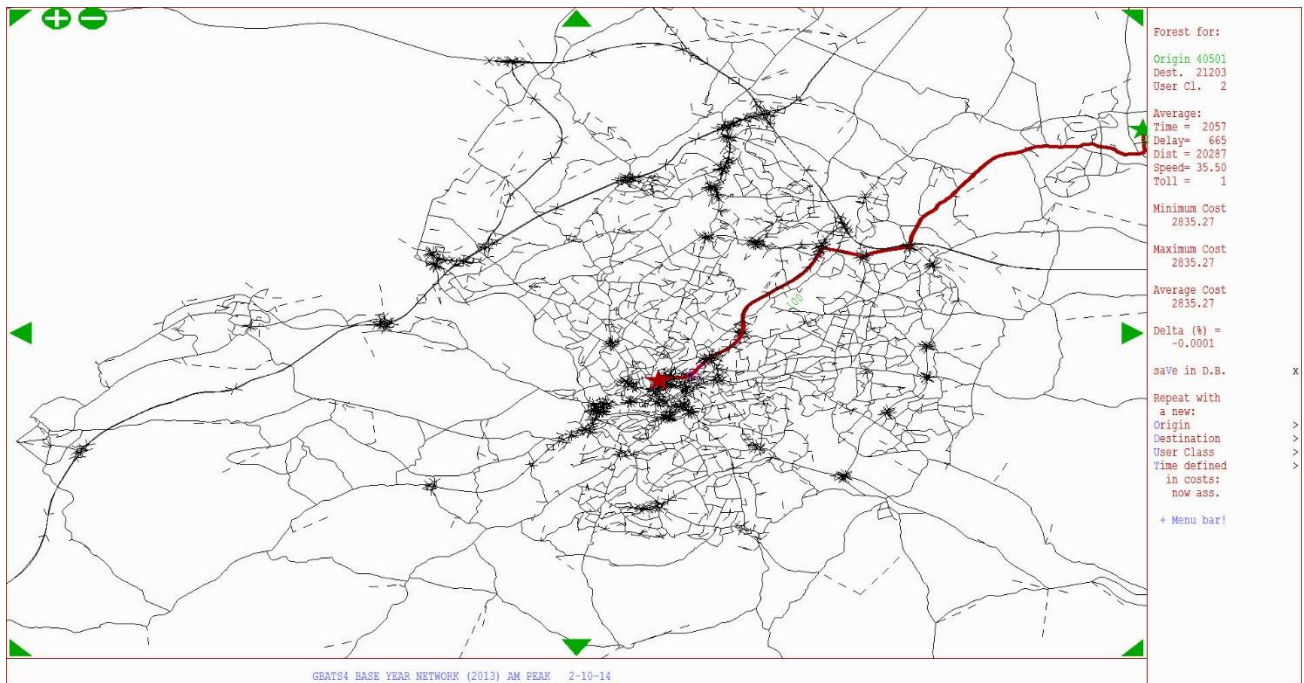 Forest for:
Origin 40501
Dest. 21203
User Cl. 2
Average:
Time = 2057
Delay= 665
Dist = 20287
Speed= 35.50
Toll = 1
Minimum Cost
2835.27
Maximum Cost
2835.27
Average Cost
2835.27
Delta (%) =
-0.0001
saVe in D.B. x
Repeat with
a new:
Origin >
Destination >
User Class >
Time defined >
in costs:
now ass.
+ Menu bar!
100
GBATS4 BASE YEAR NETWORK (2013) AM PEAK 2-10-14